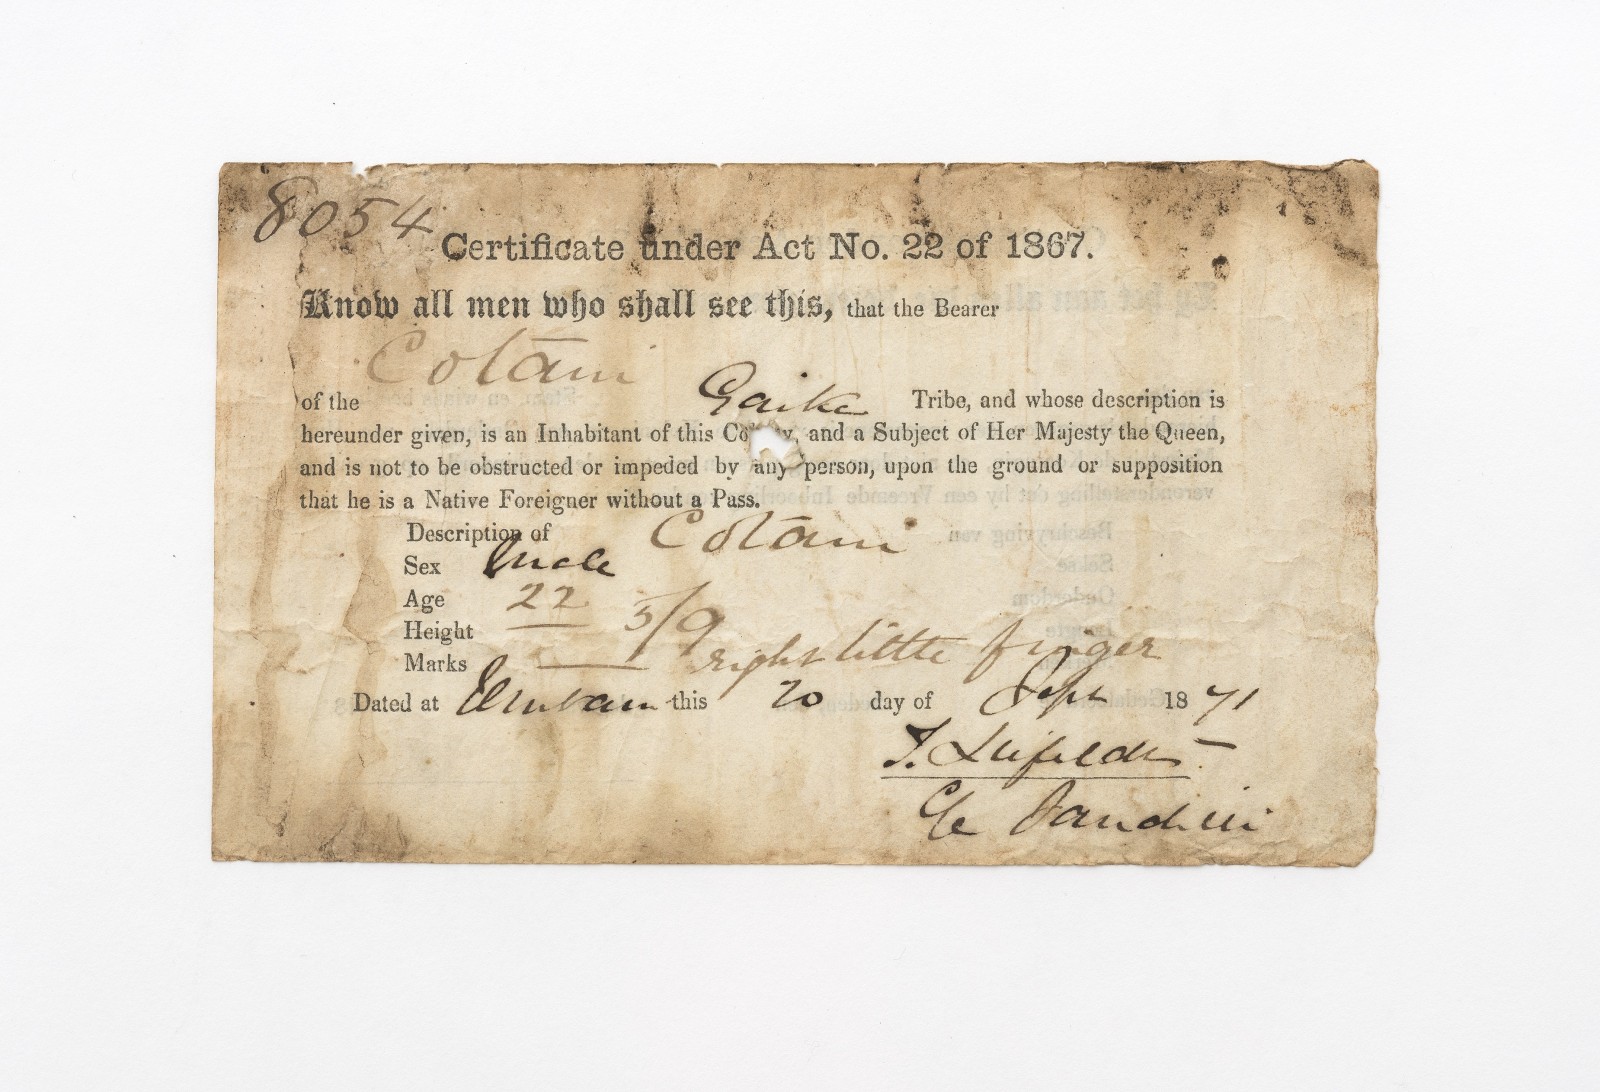 8054
Certificate under Act No. 22 of 1867.
Know all men who shall see this, that the Bearer
Cotani
of the Gaika Tribe, and whose description is
hereunder given, is an Inhabitant of this Co y, and a Subject of Her Majesty the Queen,
and is not to be obstructed or impeded by any person, upon the ground or supposition
that he is a Native Foreigner without a Pass.
Description of Cotani
Sex Male
Age 22
Height 5/9
Marks right little finger
Dated at this 20 day of Sept 1871